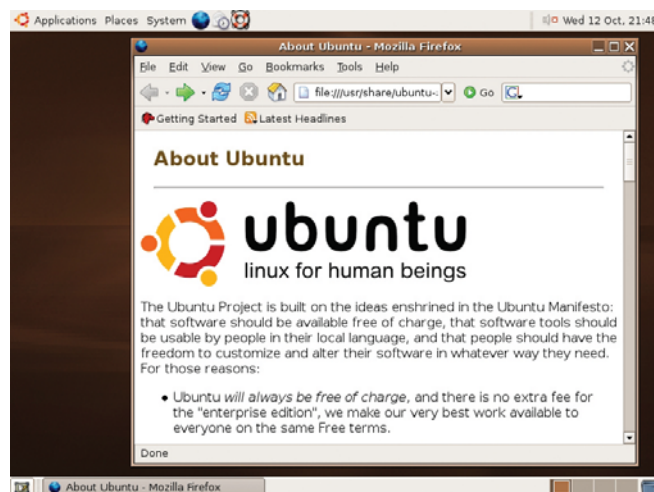 Applications Places System
Wed 12 Oct, 21:48
About Ubuntu - Mozilla Firefox
File Edit View Go Bookmarks Tools Help
file:///usr/share/ubuntu-
Go
G
Getting Started Latest Headlines
About Ubuntu
ubuntu
linux for human beings
The Ubuntu Project is built on the ideas enshrined in the Ubuntu Manifesto:
that software should be available free of charge, that software tools should
be usable by people in their local language, and that people should have the
freedom to customize and alter their software in whatever way they need.
For those reasons:
• Ubuntu will always be free of charge, and there is no extra fee for
the "enterprise edition", we make our very best work available to
everyone on the same Free terms.
Done
About Ubuntu - Mozilla Firefox